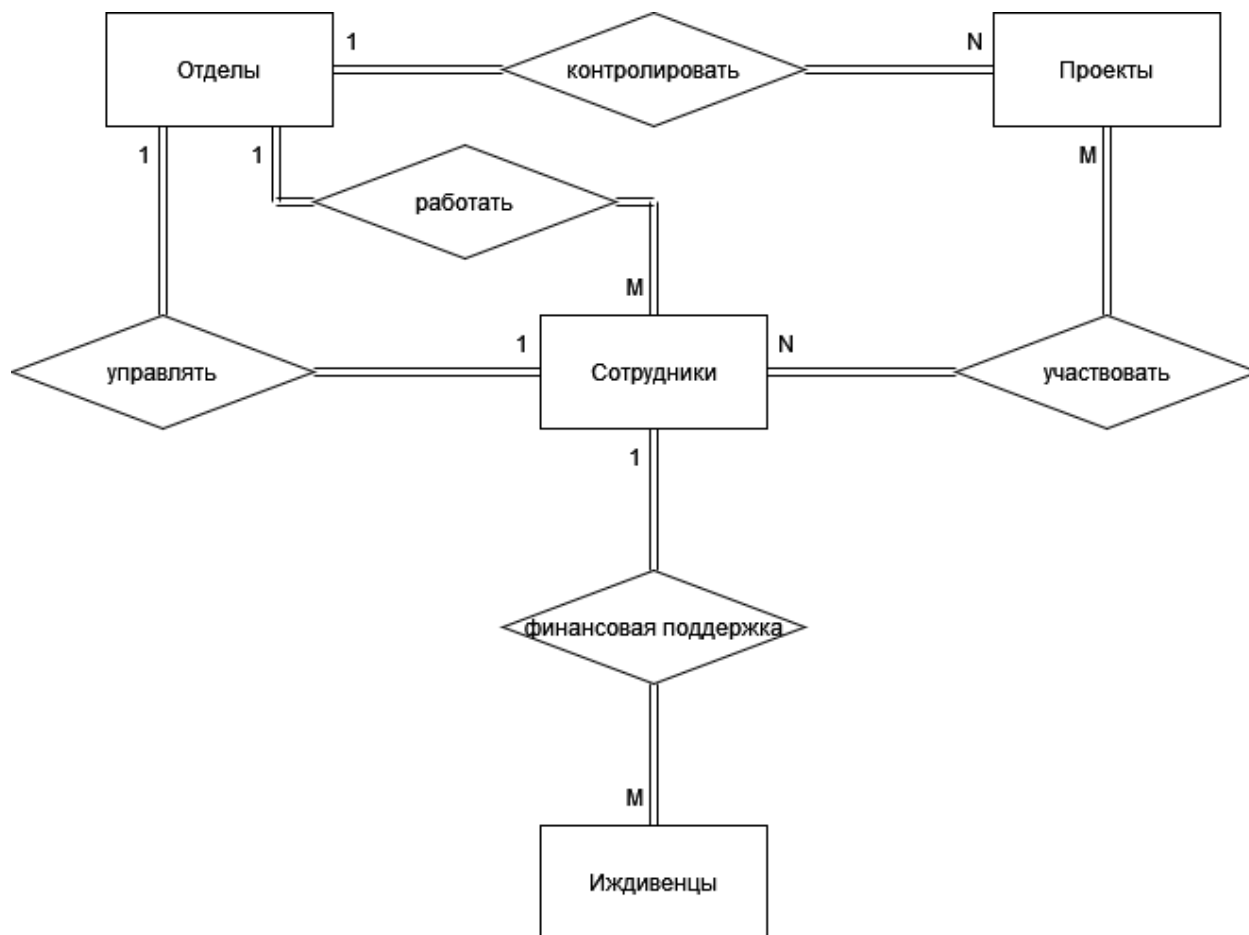 Отделы
1
контролировать
N
Проекты
1
1
M
работать
M
управлять
1
Сотрудники
N
участвовать
1
финансовая поддержка
M
Иждивенцы